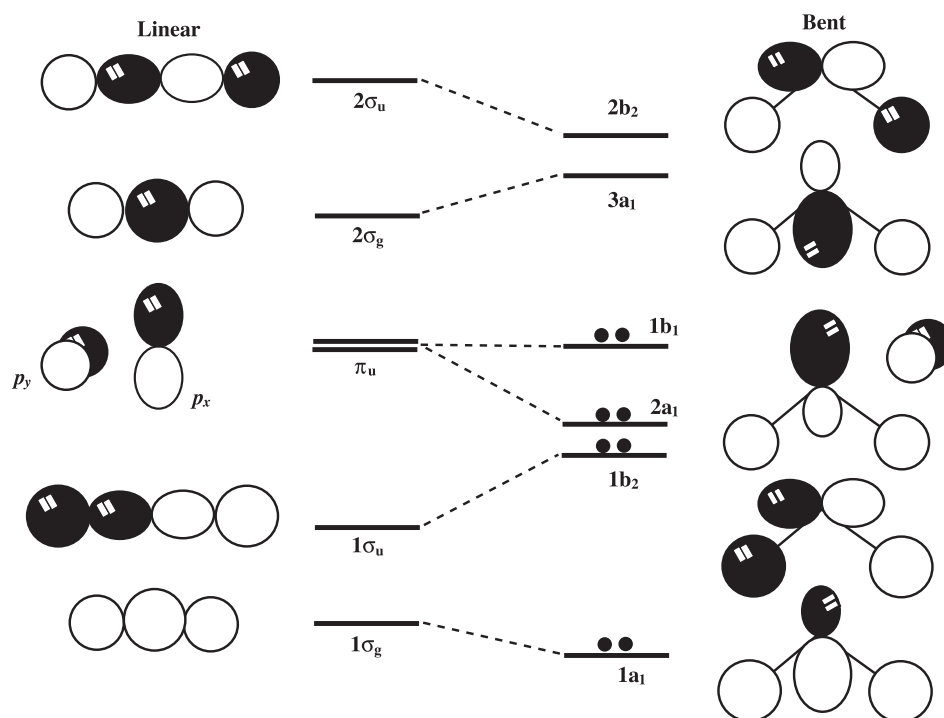 Linear
Bent
2σu
2b₂
3a₁
2σg
1b₁
πu
py
px
2a₁
1b₂
1σu
1σg
1a₁